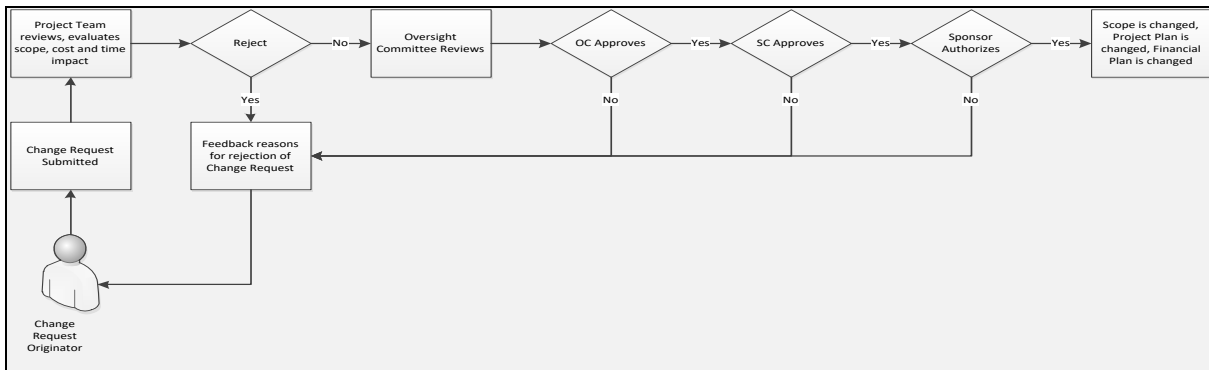 Project Team
reviews, evaluates
scope, cost and time
impact
Reject
No
Oversight
Committee Reviews
OC Approves
Yes
SC Approves
Yes
Sponsor
Authorizes
Yes
Scope is changed,
Project Plan is
changed, Financial
Plan is changed
Yes
No
No
No
Change Request
Submitted
Feedback reasons
for rejection of
Change Request
Change
Request
Originator